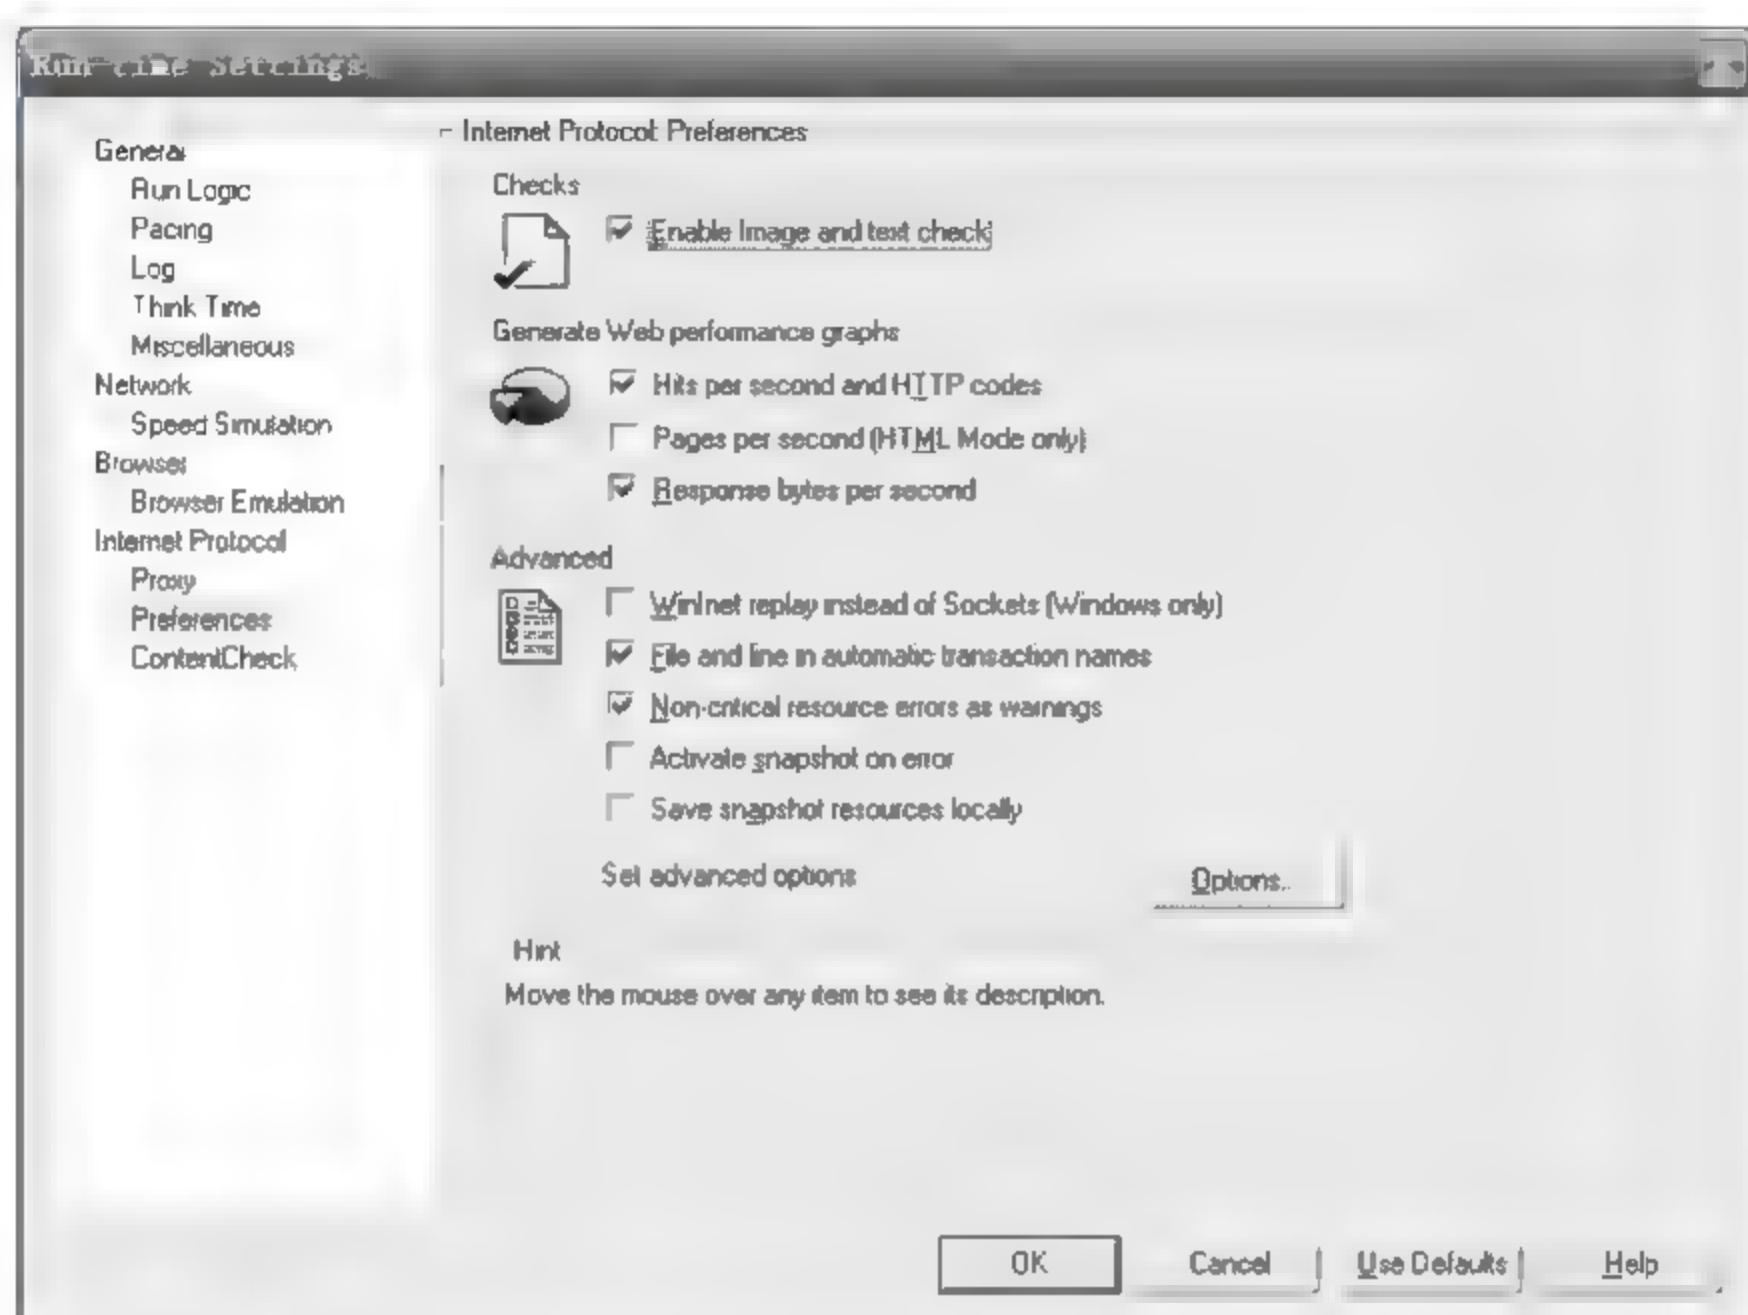 Run-time Settings
General
Run Logic
Pacing
Log
Think Time
Miscellaneous
Network
Speed Simulation
Browser
Browser Emulation
Internet Protocol
Proxy
Preferences
ContentCheck
Internet Protocol: Preferences
Checks
Enable Image and text check
Generate Web performance graphs
Hits per second and HTTP codes
Pages per second (HTML Mode only)
Response bytes per second
Advanced
WinInet replay instead of Sockets (Windows only)
File and line in automatic transaction names
Non-critical resource errors as warnings
Activate snapshot on error
Save snapshot resources locally
Set advanced options
Options..
Hint
Move the mouse over any item to see its description.
OK
Cancel
Use Defaults
Help